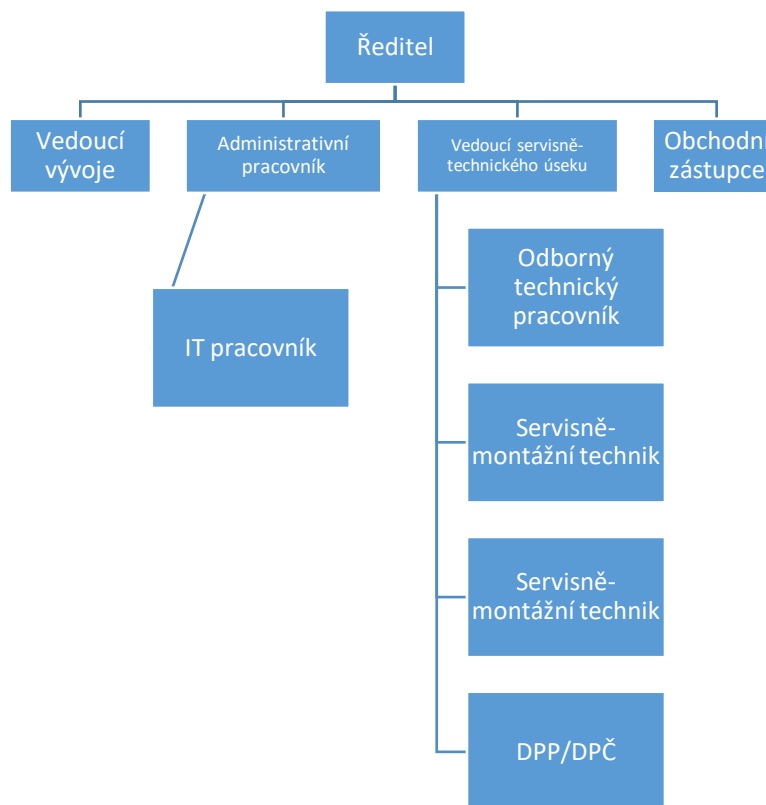 Ředitel
Vedoucí
vývoje
Administrativní
pracovník
Vedoucí servisně-
technického úseku
Obchodní
zástupce
IT pracovník
Odborný
technický
pracovník
Servisně-
montážní technik
Servisně-
montážní technik
DPP/DPČ